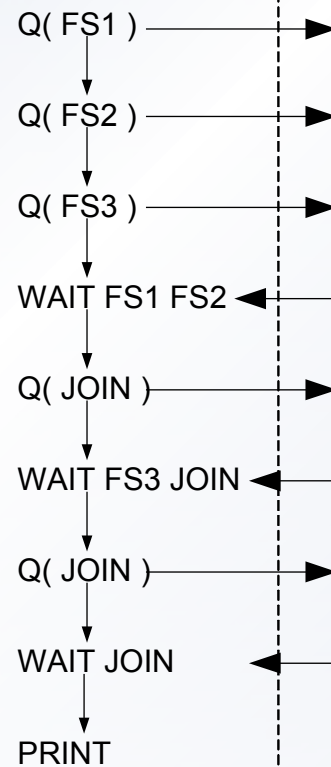 Q( FS1 )
Q( FS2 )
Q( FS3 )
WAIT FS1 FS2
Q( JOIN )
WAIT FS3 JOIN
Q( JOIN )
WAIT JOIN
PRINT